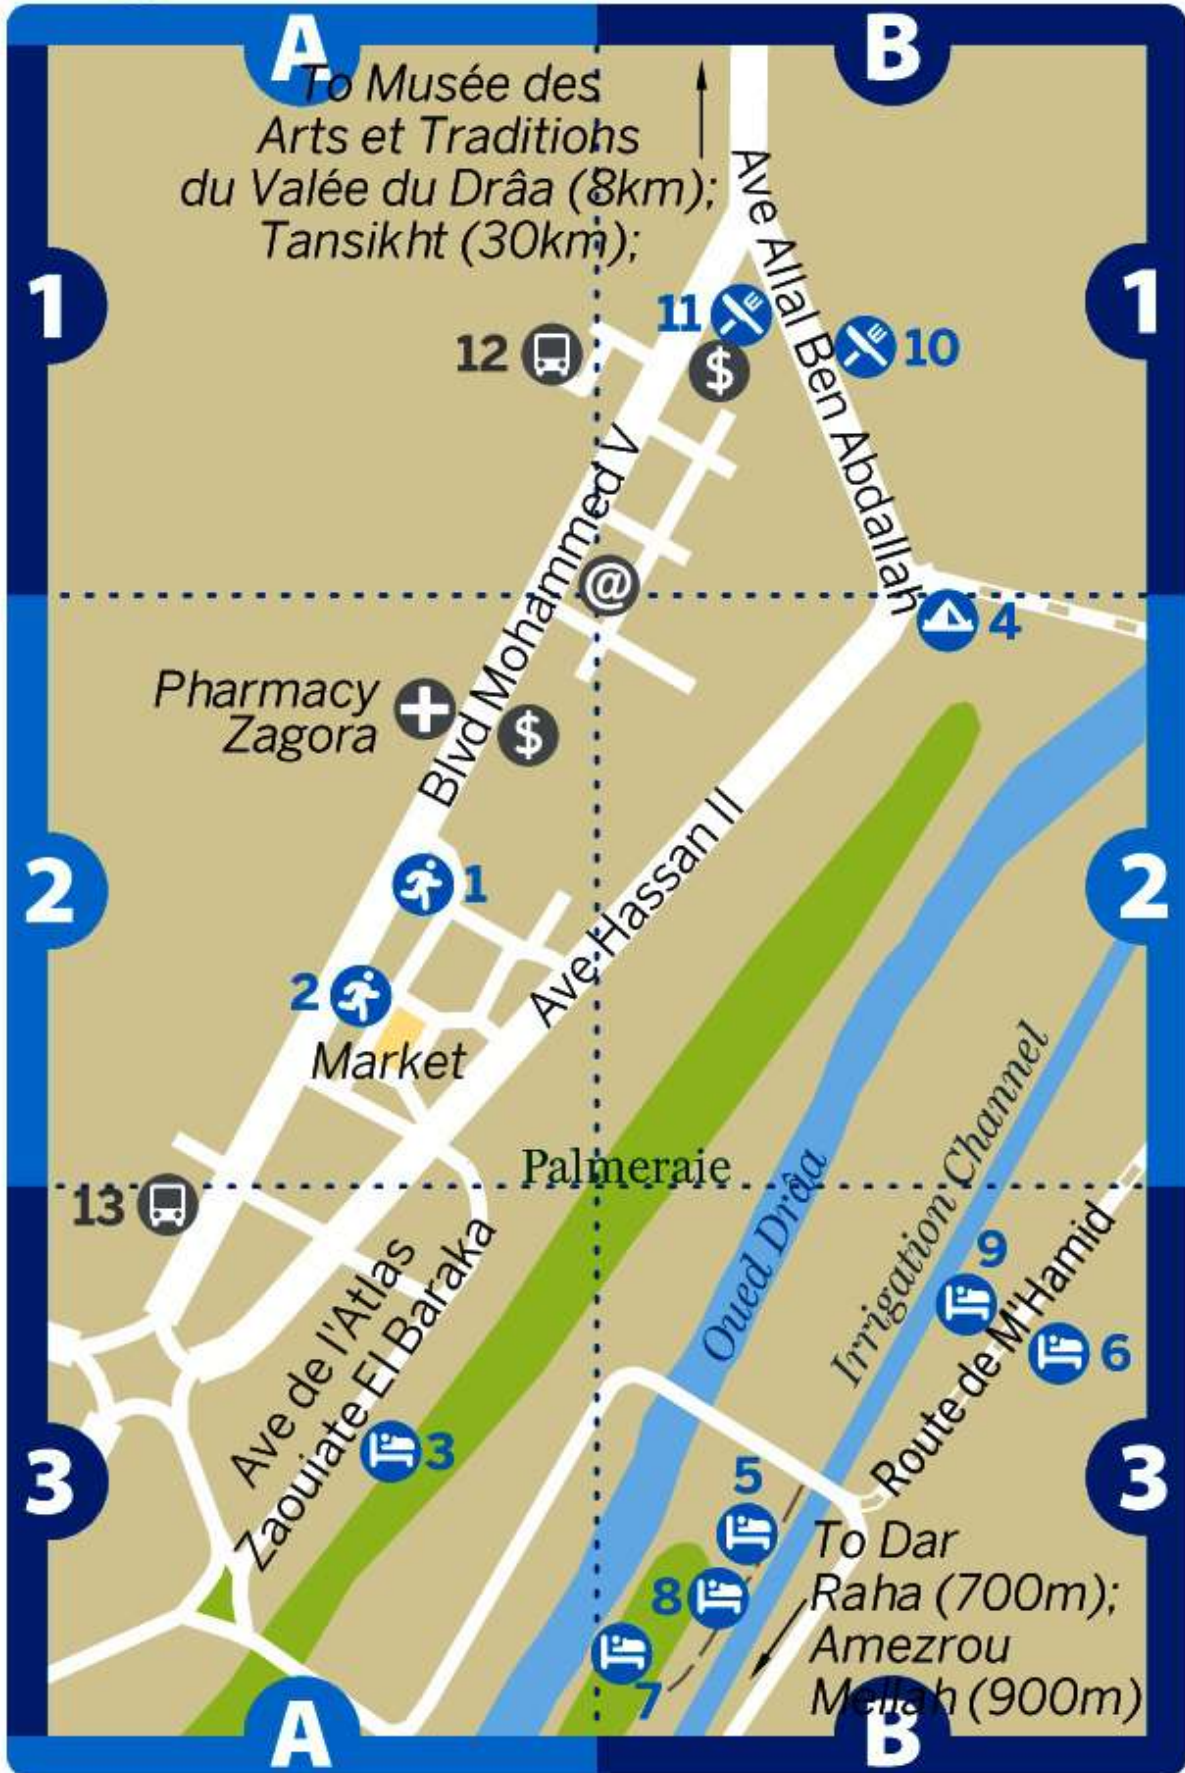 A
B
To Musée des
Arts et Traditions
du Valée du Drâa (8km);
Tansikht (30km);
Ave Allal Ben Abdallah
1
1
11
$
10
12
Blvd Mohammed V
@
4
Pharmacy
Zagora
$
2
2
1
Ave Hassan II
2
Market
Palmeraie
Oued Drâa
Irrigation Channel
13
9
Route de M'Hamid
6
Ave de l'Atlas
Zaouiate El Baraka
3
3
3
5
8
7
To Dar
Raha (700m);
Amezrou
Mellah (900m)
A
B